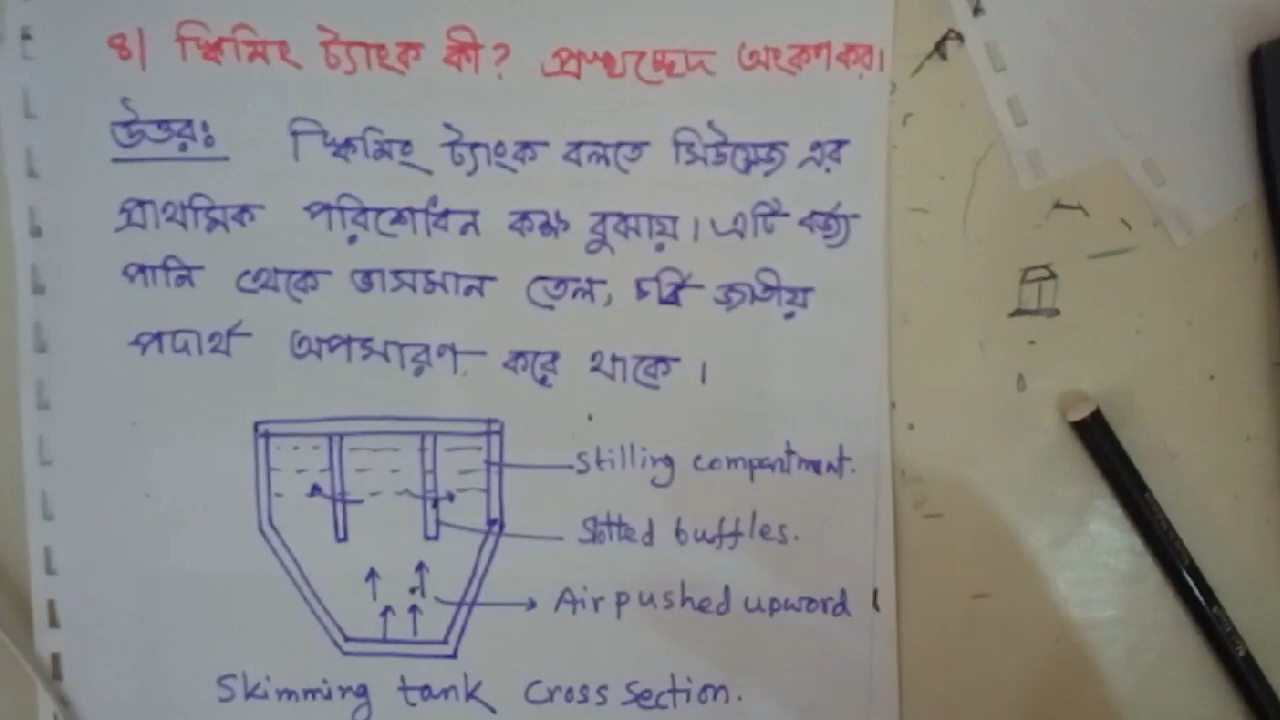 ৪। স্কিমিং ট্যাংক কী? প্রস্থচ্ছেদ অংকণ কর।
উত্তরঃ স্কিমিং ট্যাংক বলতে সিউয়েজ এর
প্রাথমিক পরিশোধন কক্ষ বুঝায়। এটি বর্জ্য
পানি থেকে ভাসমান তেল, চর্বি জাতীয়
পদার্থ অপসারণ করে থাকে।
Stilling compartment.
Slotted buffles.
Air pushed upword
Skimming tank cross section.